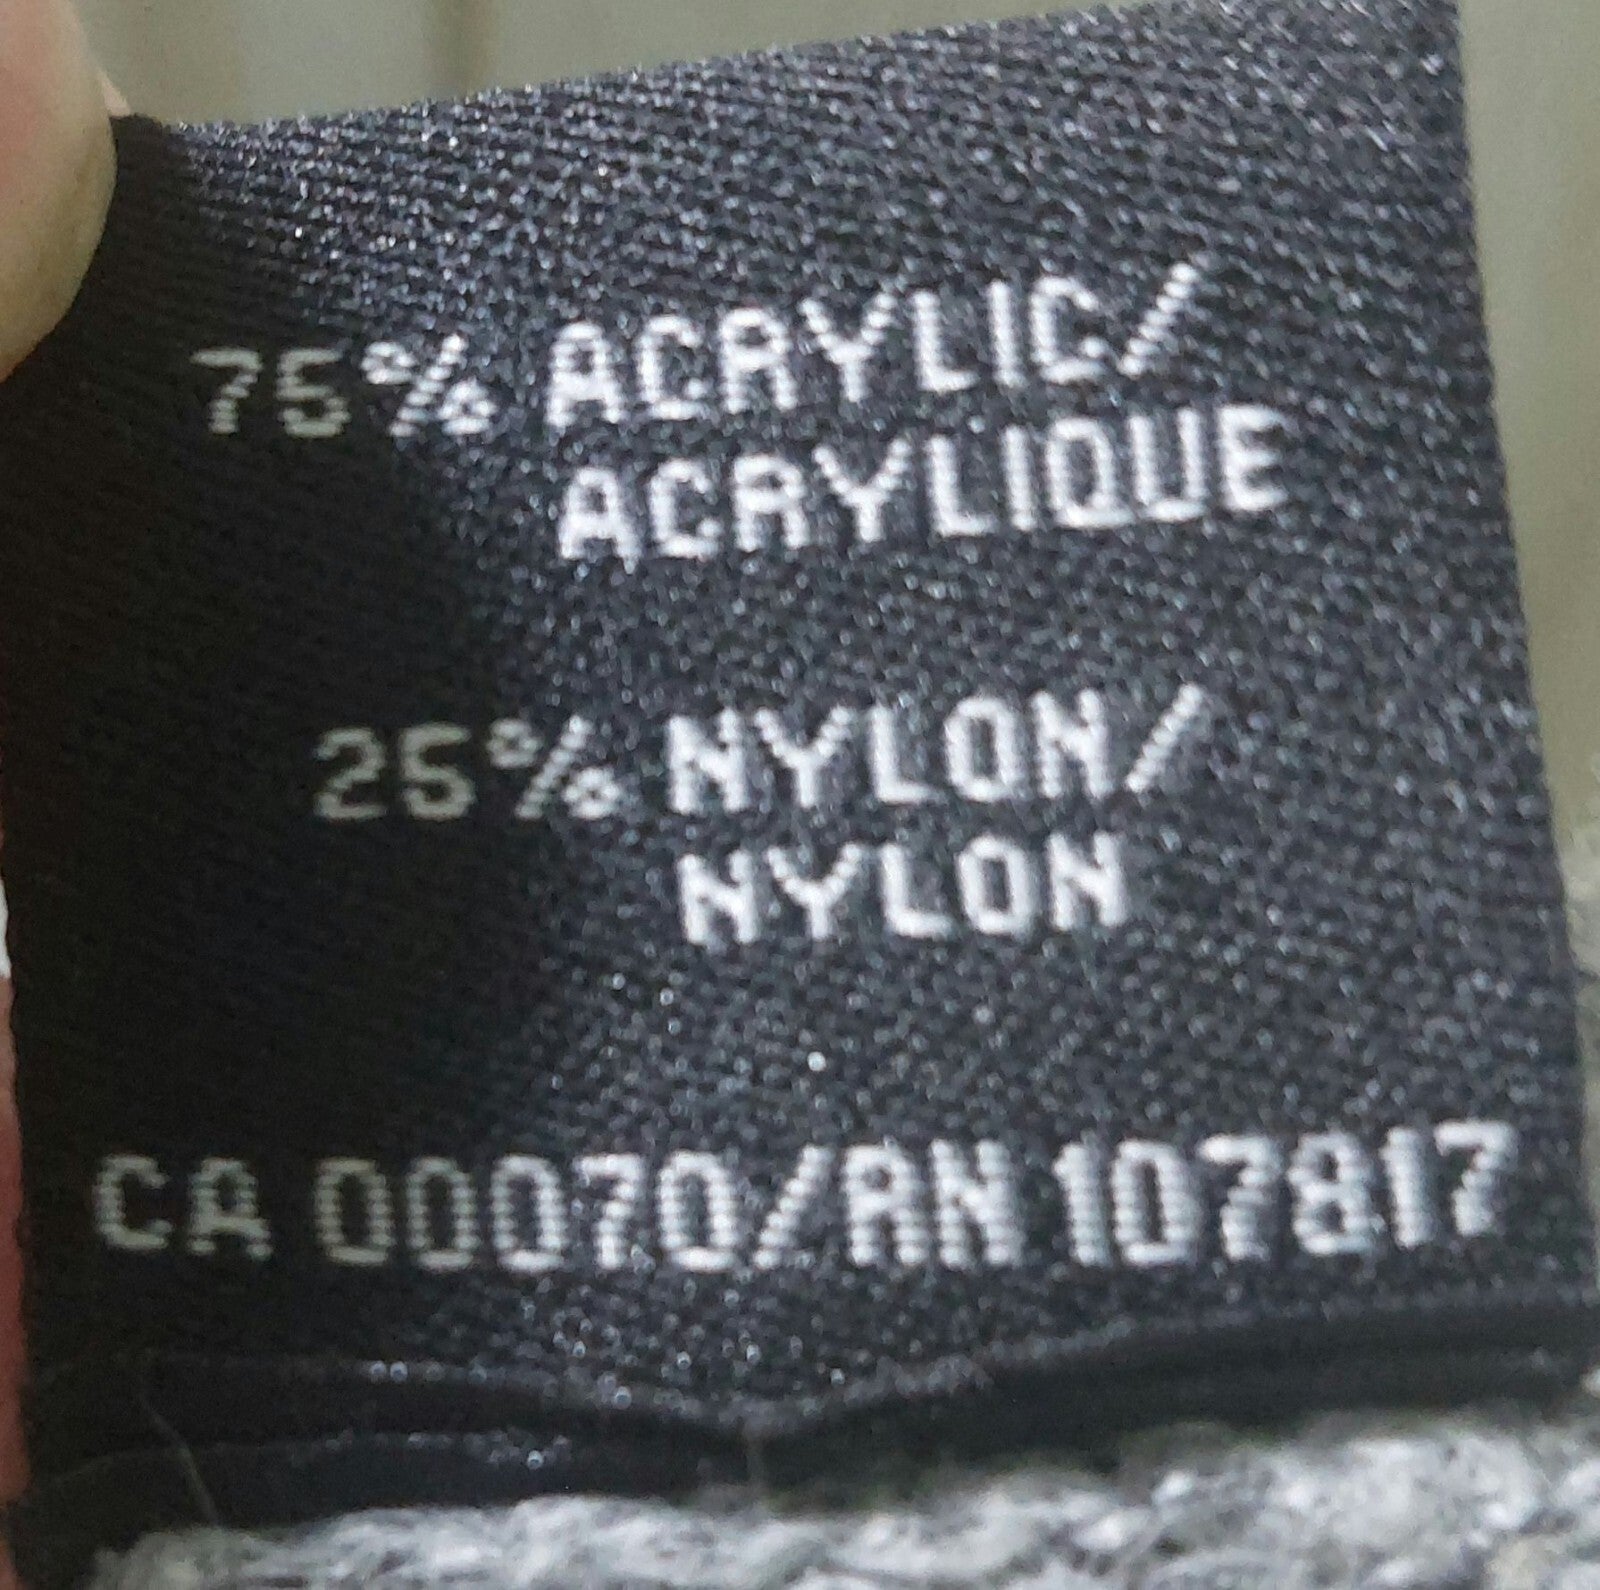 75% ACRYLIC/
ACRYLIQUE
25% NYLON/
NYLON
CA 00070/RN 107817